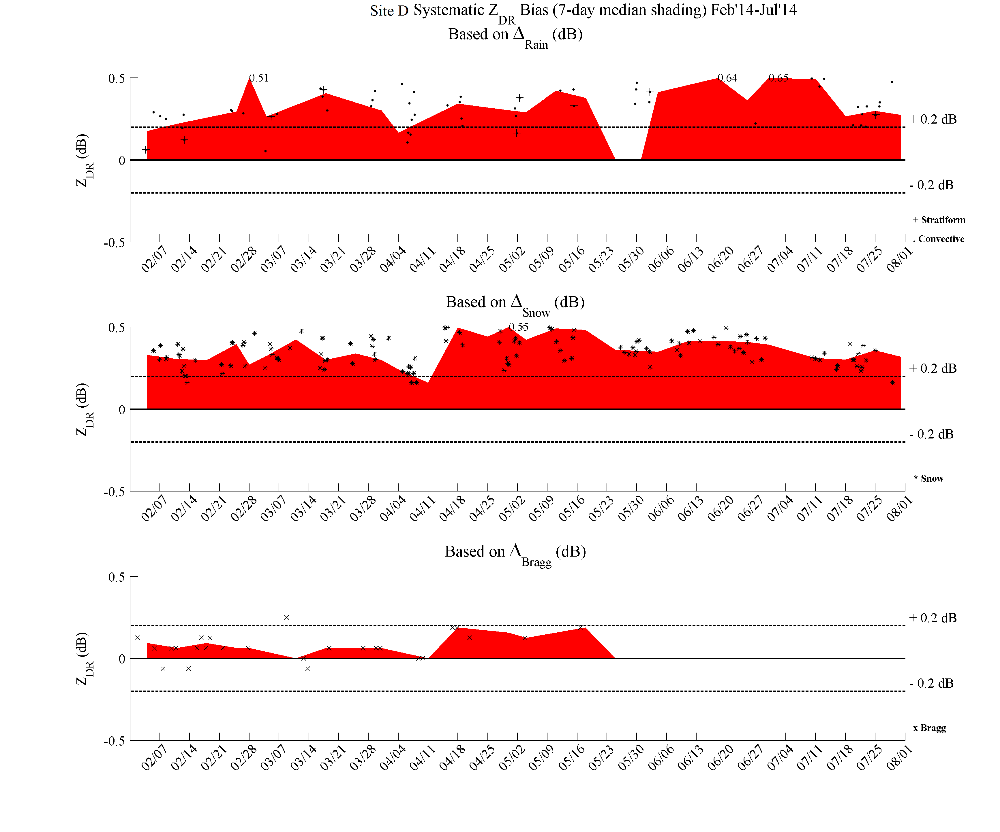 Site D Systematic ZDR Bias (7-day median shading) Feb'14-Jul'14
Based on ΔRain (dB)
0.5
0
-0.5
ZDR (dB)
0.51
0.64
0.65
+ 0.2 dB
- 0.2 dB
+ Stratiform
. Convective
02/07 02/14 02/21 02/28 03/07 03/14 03/21 03/28 04/04 04/11 04/18 04/25 05/02 05/09 05/16 05/23 05/30 06/06 06/13 06/20 06/27 07/04 07/11 07/18 07/25 08/01
Based on ΔSnow (dB)
0.5
0
-0.5
ZDR (dB)
0.55
+ 0.2 dB
- 0.2 dB
* Snow
02/07 02/14 02/21 02/28 03/07 03/14 03/21 03/28 04/04 04/11 04/18 04/25 05/02 05/09 05/16 05/23 05/30 06/06 06/13 06/20 06/27 07/04 07/11 07/18 07/25 08/01
Based on ΔBragg (dB)
0.5
0
-0.5
ZDR (dB)
+ 0.2 dB
- 0.2 dB
x Bragg
02/07 02/14 02/21 02/28 03/07 03/14 03/21 03/28 04/04 04/11 04/18 04/25 05/02 05/09 05/16 05/23 05/30 06/06 06/13 06/20 06/27 07/04 07/11 07/18 07/25 08/01